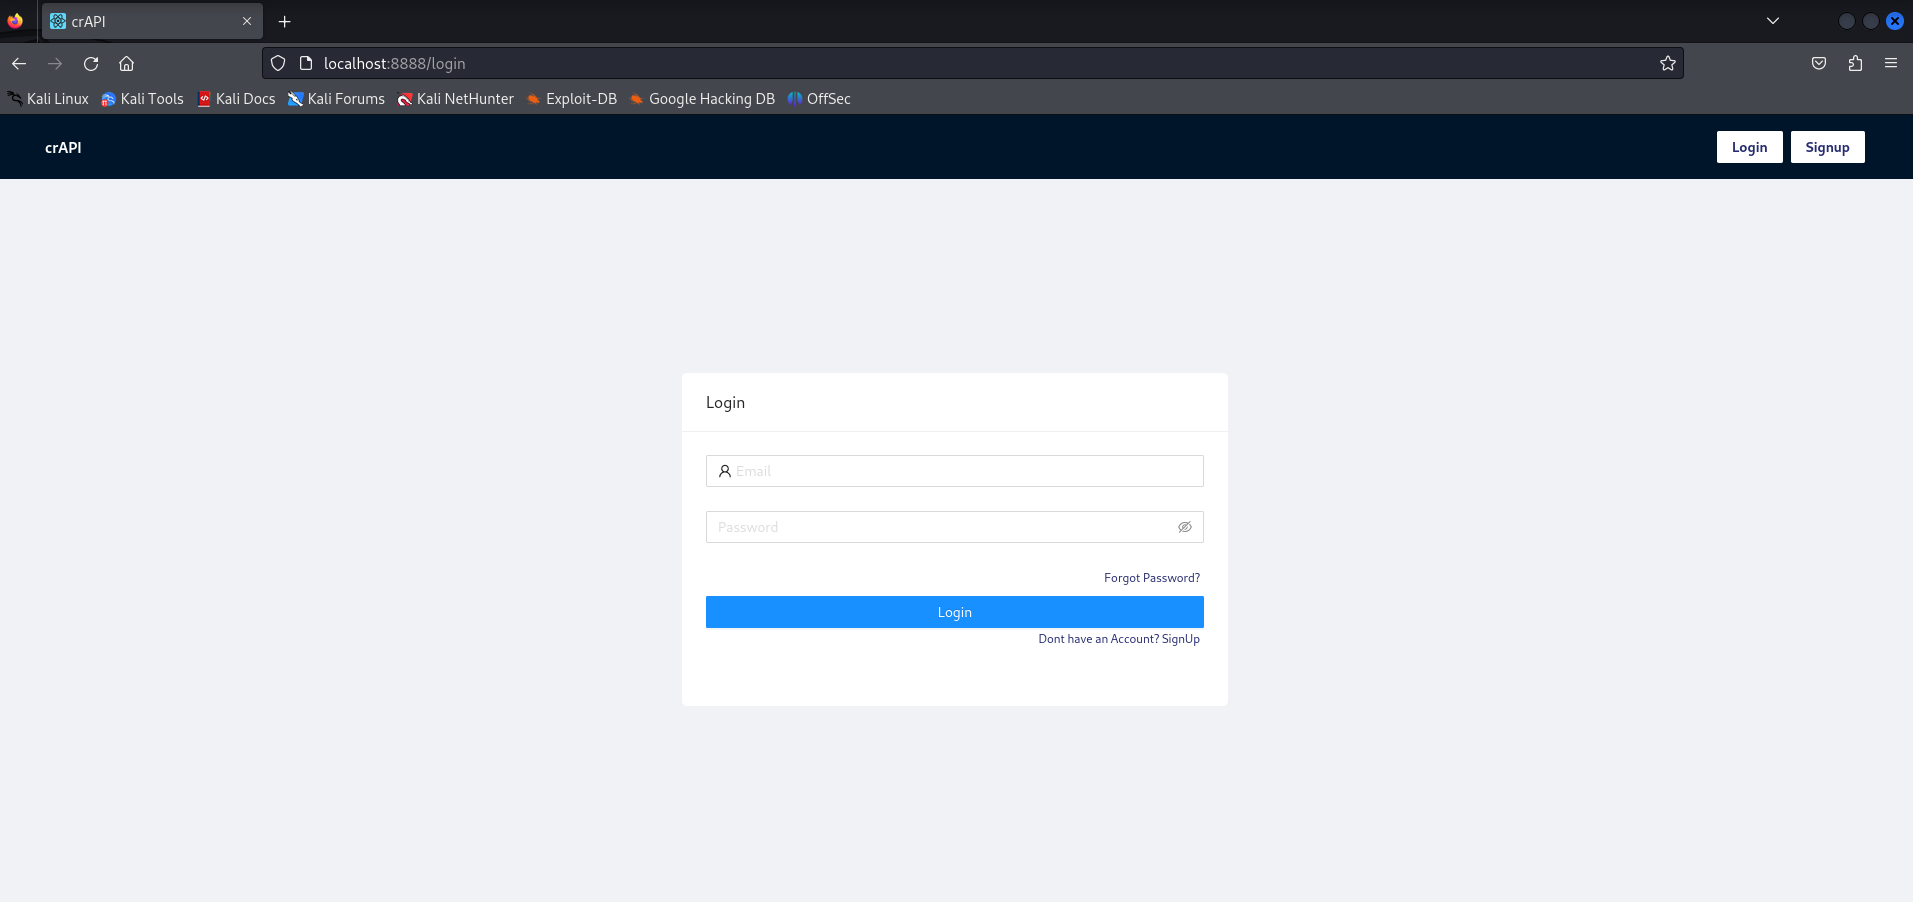 crAPI
localhost:8888/login
Kali Linux Kali Tools Kali Docs Kali Forums Kali NetHunter Exploit-DB Google Hacking DB OffSec
crAPI Login Signup
Login
Email
Password
Forgot Password?
Login
Dont have an Account? SignUp